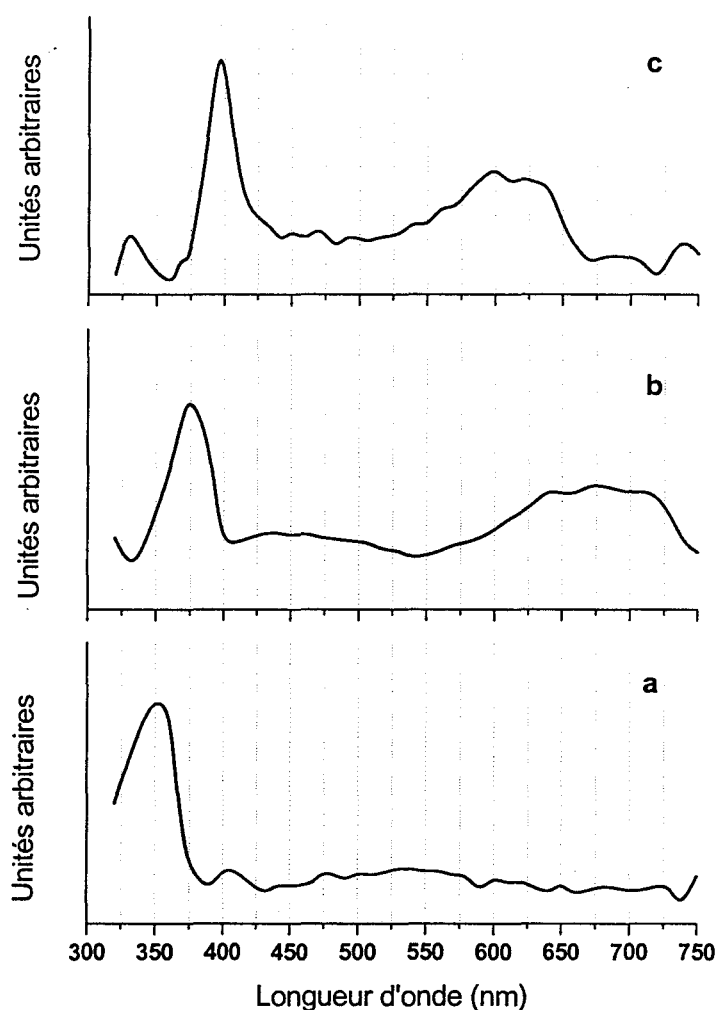 Unités arbitraires
c
Unités arbitraires
b
Unités arbitraires
a
300 350 400 450 500 550 600 650 700 750
Longueur d'onde (nm)